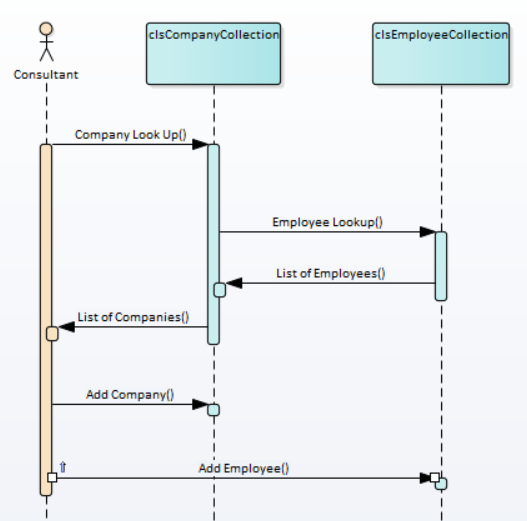 clsCompanyCollection
clsEmployeeCollection
Consultant
Company Look Up()
Employee Lookup()
List of Employees()
List of Companies()
Add Company()
Add Employee()